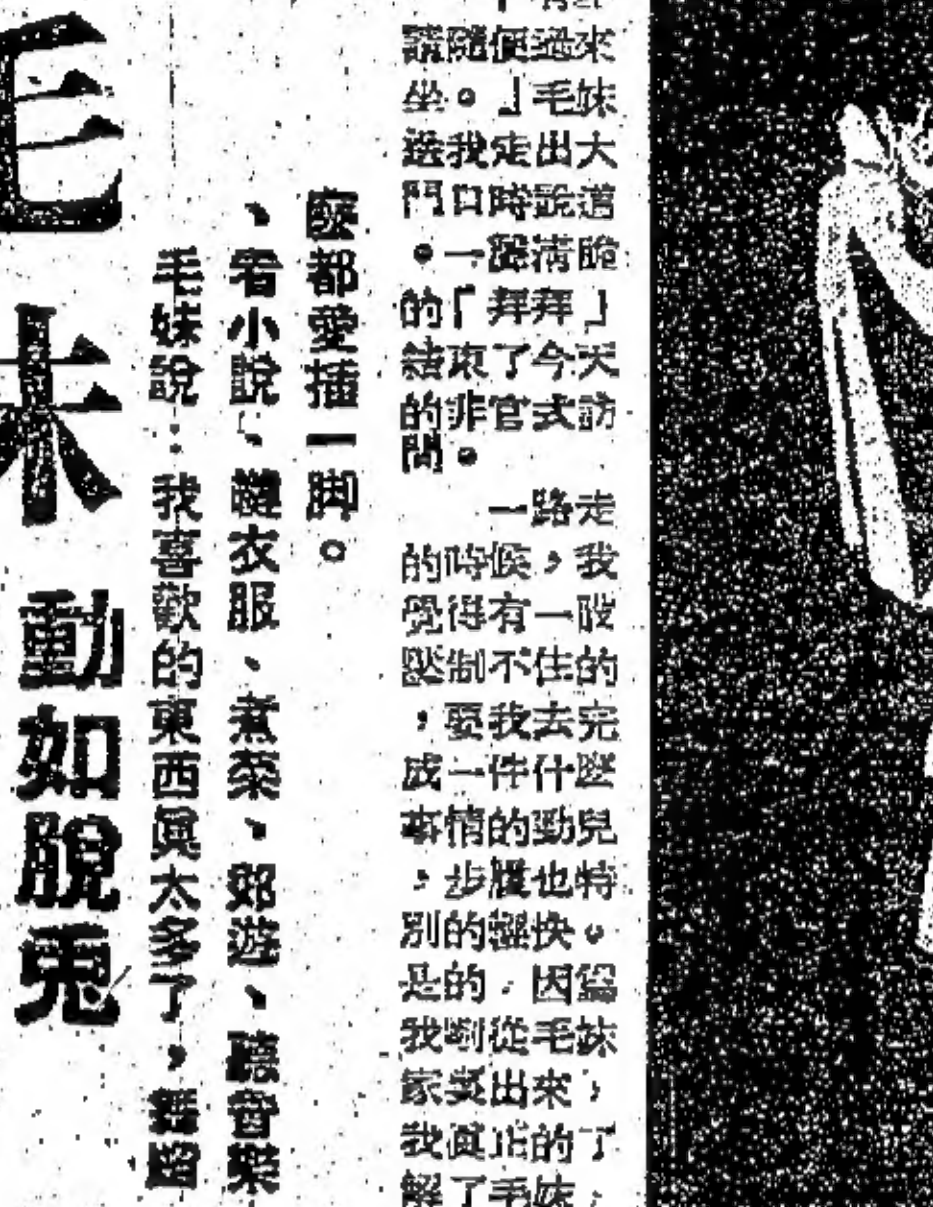 毛妹 動如脫兔
毛妹說:我喜歡的東西眞太多了,舞蹈
、看小說、縫衣服、煮菜、郊遊、聽音樂
麼都愛插一脚。
請隨便過來
坐。」毛妹
送我走出大
門口時說道
。一聲清脆
的「拜拜」
結束了今天
的非官式訪
問。
一路走
的時候,我
覺得有一股
壓制不住的
,要我去完
成一件什麼
事情的勁兒
,步履也特
別的輕快。
是的,因爲
我剛從毛妹
家裏出來,
我眞正的了
解了毛妹,